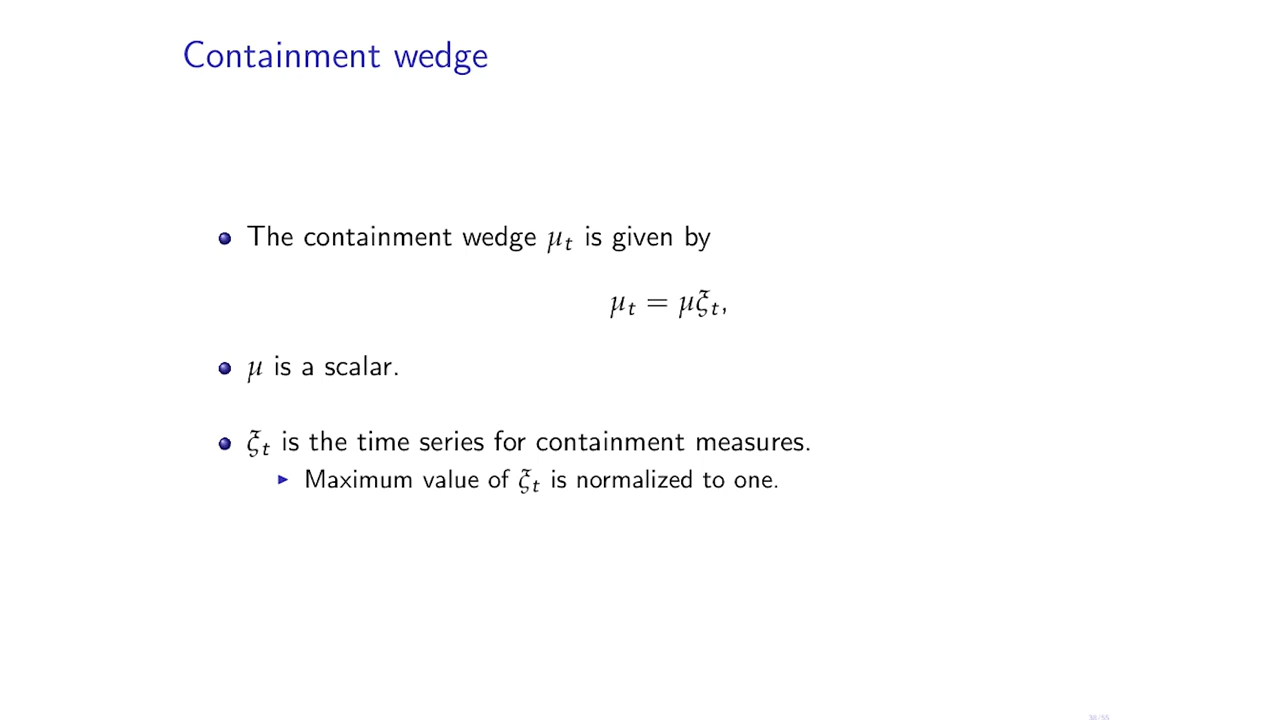 Containment wedge
The containment wedge μₜ is given by
μₜ = μξₜ,
μ is a scalar.
ξₜ is the time series for containment measures.
Maximum value of ξₜ is normalized to one.